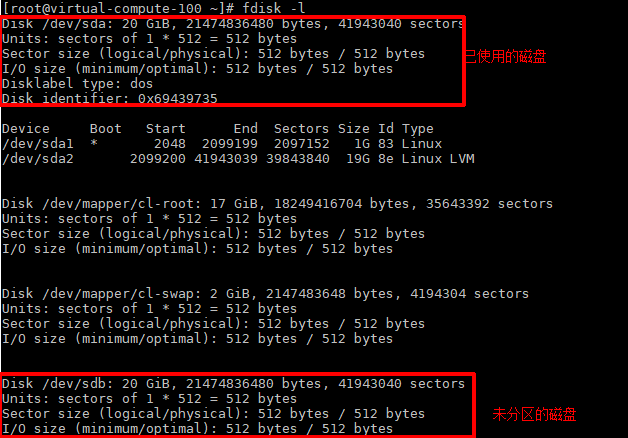 [root@virtual-compute-100 ~]# fdisk -l
Disk /dev/sda: 20 GiB, 21474836480 bytes, 41943040 sectors
Units: sectors of 1 * 512 = 512 bytes
Sector size (logical/physical): 512 bytes / 512 bytes
已使用的磁盘
I/O size (minimum/optimal): 512 bytes / 512 bytes
Disklabel type: dos
Disk identifier: 0x69439735
Device Boot Start End Sectors Size Id Type
/dev/sda1 * 2048 2099199 2097152 1G 83 Linux
/dev/sda2 2099200 41943039 39843840 19G 8e Linux LVM
Disk /dev/mapper/cl-root: 17 GiB, 18249416704 bytes, 35643392 sectors
Units: sectors of 1 * 512 = 512 bytes
Sector size (logical/physical): 512 bytes / 512 bytes
I/O size (minimum/optimal): 512 bytes / 512 bytes
Disk /dev/mapper/cl-swap: 2 GiB, 2147483648 bytes, 4194304 sectors
Units: sectors of 1 * 512 = 512 bytes
Sector size (logical/physical): 512 bytes / 512 bytes
I/O size (minimum/optimal): 512 bytes / 512 bytes
Disk /dev/sdb: 20 GiB, 21474836480 bytes, 41943040 sectors
Units: sectors of 1 * 512 = 512 bytes
Sector size (logical/physical): 512 bytes / 512 bytes
未分区的磁盘
I/O size (minimum/optimal): 512 bytes / 512 bytes